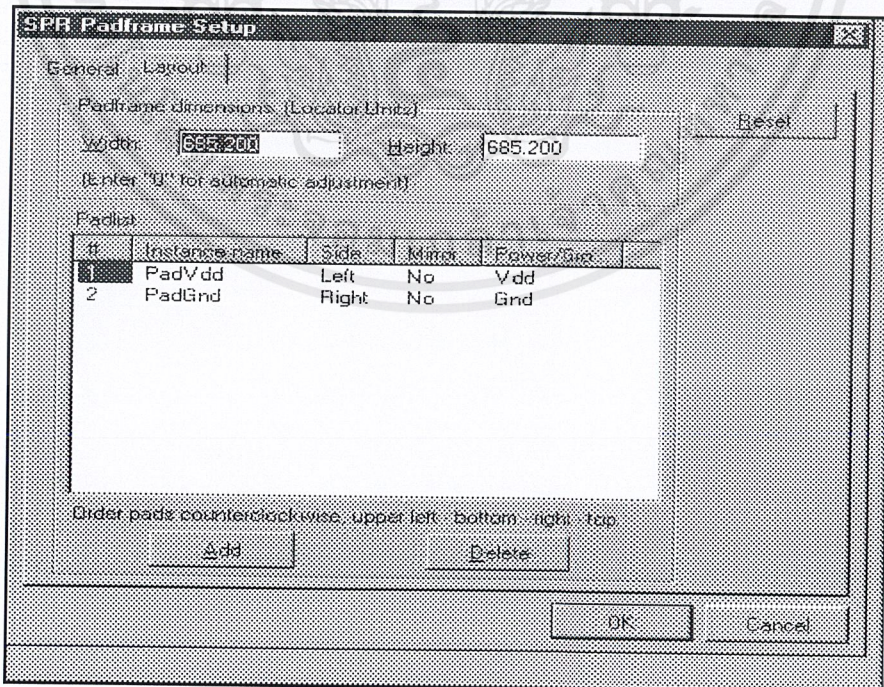 SPR Padframe Setup
General Layout
Padframe dimensions (Locator Units)
Width: 685.200 Height: 685.200
Reset
(Enter "0" for automatic adjustment)
Padlist
# Instance name Side Mirror Power/Sig
1 PadVdd Left No Vdd
2 PadGnd Right No Gnd
Order pads counterclockwise, upper left - bottom - right - top
Add Delete
OK Cancel